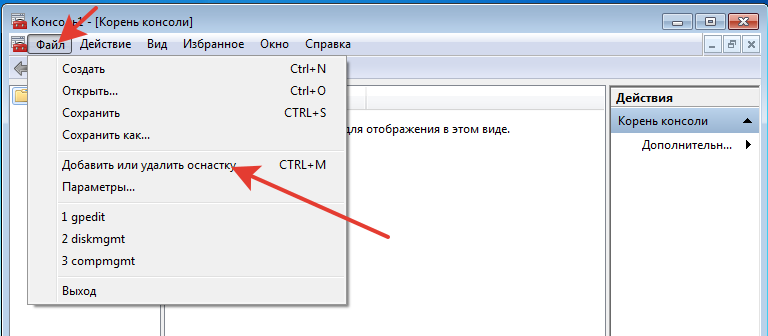 Консоль1 - [Корень консоли]
Файл Действие Вид Избранное Окно Справка
Создать Ctrl+N
Открыть... Ctrl+O
Сохранить CTRL+S
Сохранить как...
Добавить или удалить оснастку CTRL+M
Параметры...
1 gpedit
2 diskmgmt
3 compmgmt
Выход
для отображения в этом виде.
Действия
Корень консоли
Дополнительн...